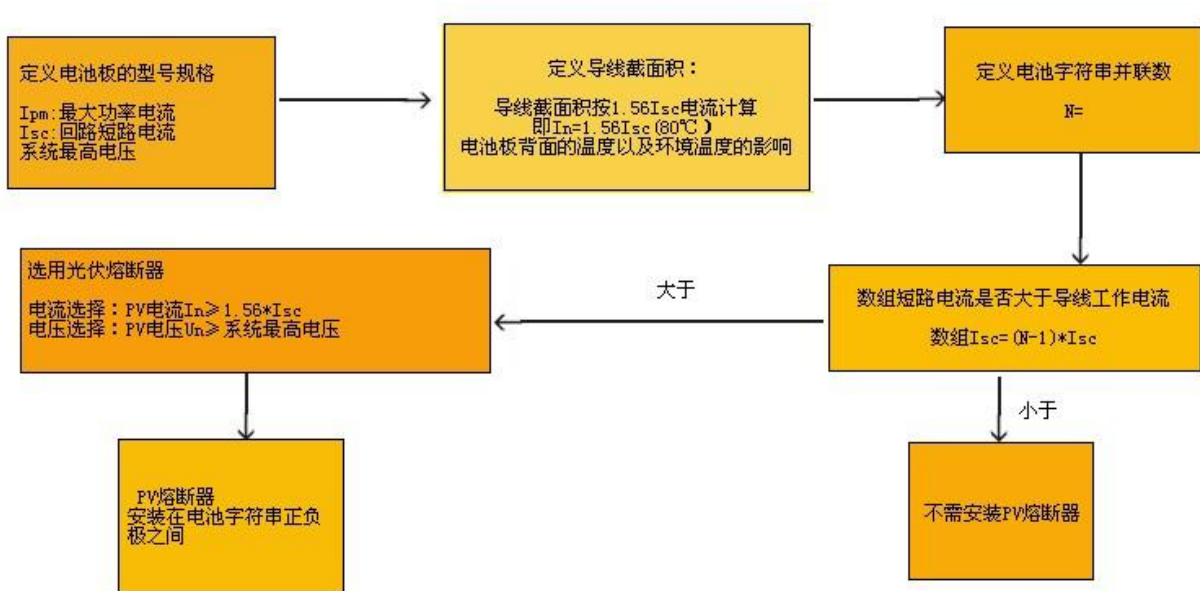 定义电池板的型号规格
Ipm:最大功率电流
Isc:回路短路电流
系统最高电压
定义导线截面积：
导线截面积按1.56Isc电流计算
即In=1.56Isc(80℃)
电池板背面的温度以及环境温度的影响
定义电池字符串并联数
N=
数组短路电流是否大于导线工作电流
数组Isc=(N-1)*Isc
大于
选用光伏熔断器
电流选择：PV电流In≥1.56*Isc
电压选择：PV电压Un≥系统最高电压
小于
PV熔断器
安装在电池字符串正负
极之间
不需安装PV熔断器